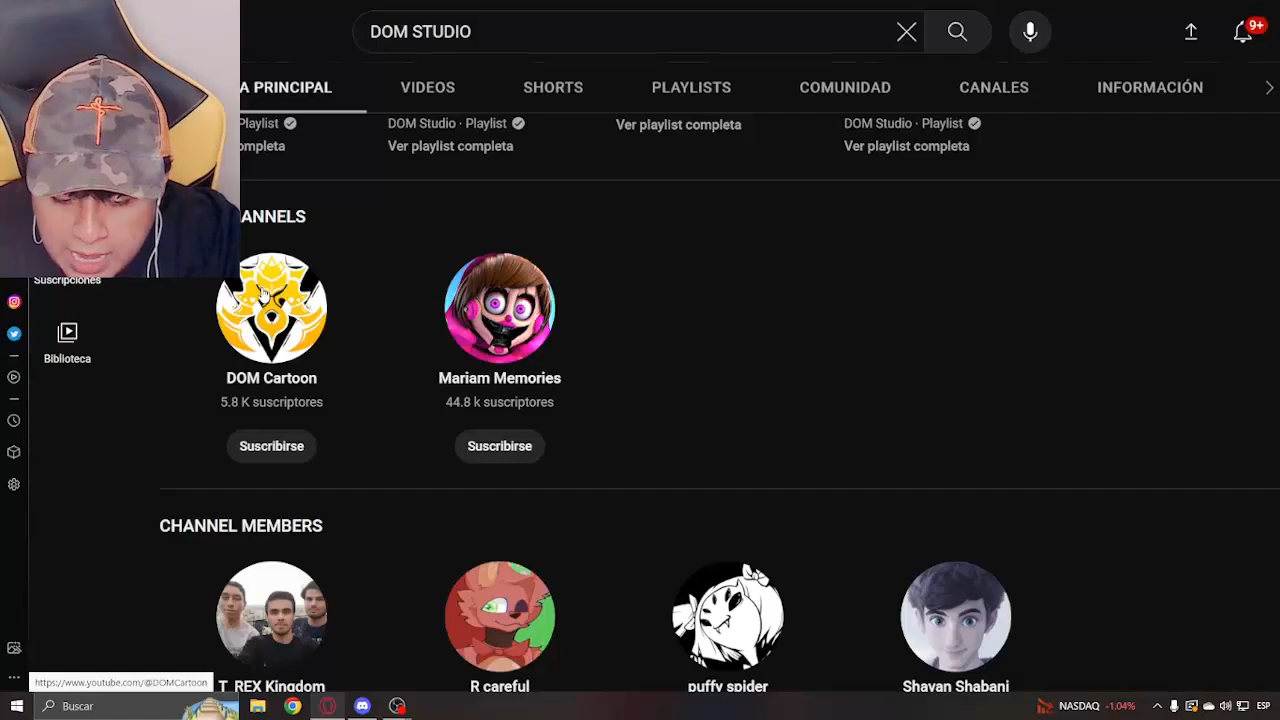 DOM STUDIO
9+
A PRINCIPAL
VIDEOS
SHORTS
PLAYLISTS
COMUNIDAD
CANALES
INFORMACIÓN
Playlist
DOM Studio · Playlist
DOM Studio · Playlist
ompleta
Ver playlist completa
Ver playlist completa
Ver playlist completa
ANNELS
Suscripciones
Biblioteca
DOM Cartoon
Mariam Memories
5.8 K suscriptores
44.8 k suscriptores
Suscribirse
Suscribirse
CHANNEL MEMBERS
T_REX Kingdom
R careful
puffy spider
Shayan Shabani
https://www.youtube.com/@DOMCartoon
Buscar
NASDAQ -1.04%
ESP